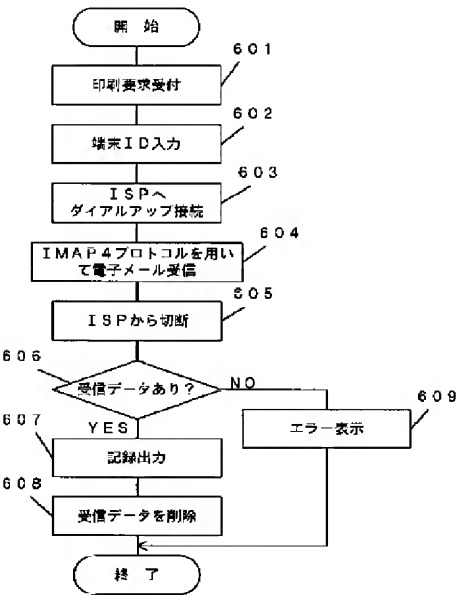 開 始
601
印刷要求受付
602
端末ID入力
603
ISPへ
ダイアルアップ接続
604
IMAP4プロトコルを用い
て電子メール受信
605
ISPから切断
606
受信データあり?
NO
609
エラー表示
607
YES
記録出力
608
受信データを削除
終 了